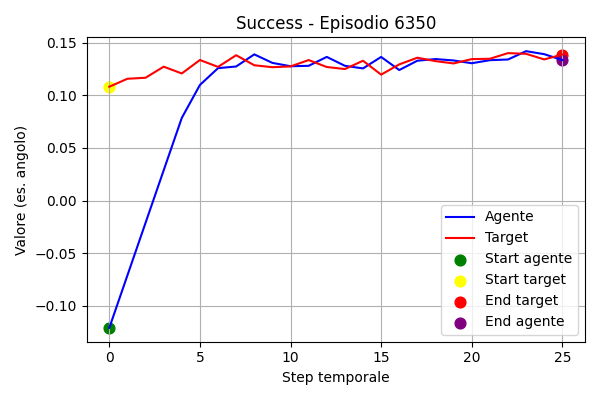 Success - Episodio 6350
Valore (es. angolo)
0.15
0.10
0.05
0.00
−0.05
−0.10
0
5
10
15
20
25
Step temporale
Agente
Target
Start agente
Start target
End target
End agente